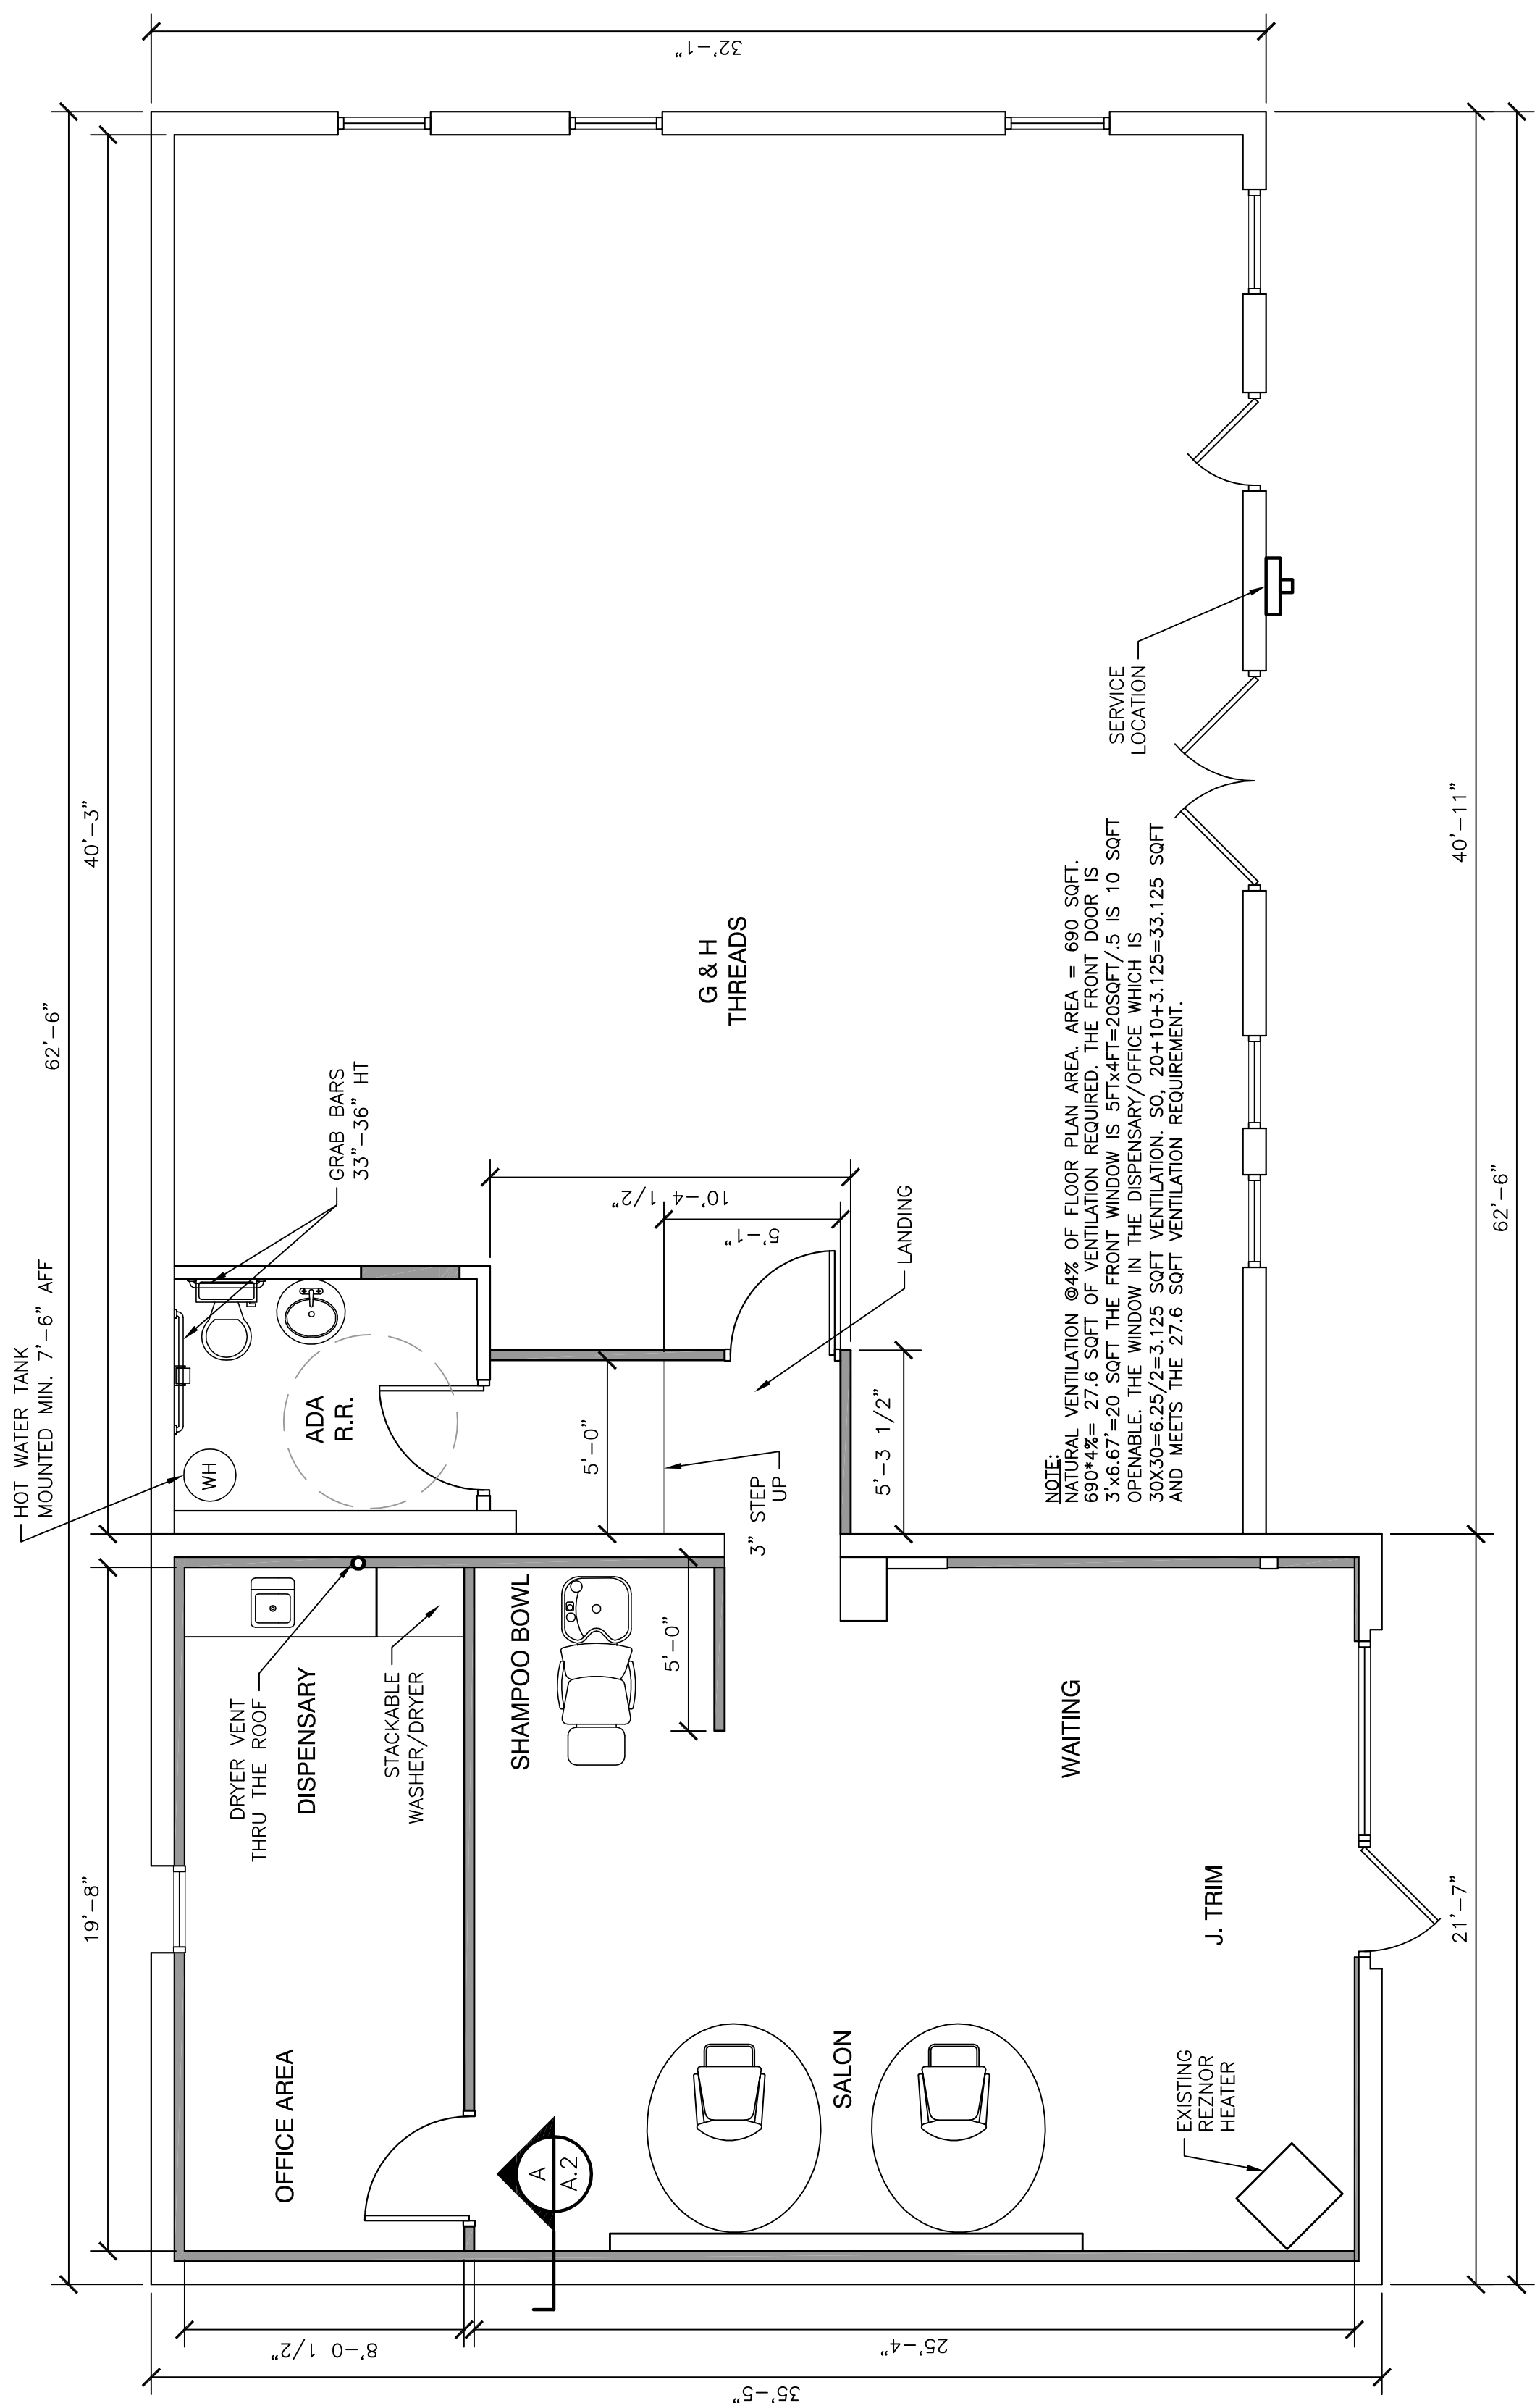 62'-6"
40'-3"
19'-8"
32'-1"
HOT WATER TANK
MOUNTED MIN. 7'-6" AFF
GRAB BARS
33"-36" HT
WH
ADA
R.R.
G & H
THREADS
SERVICE
LOCATION
10'-4 1/2"
5'-1"
LANDING
5'-0"
3" STEP
UP
5'-3 1/2"
NOTE:
NATURAL VENTILATION @4% OF FLOOR PLAN AREA. AREA = 690 SQFT.
690*4%= 27.6 SQFT OF VENTILATION REQUIRED. THE FRONT DOOR IS
3'x6.67'=20 SQFT THE FRONT WINDOW IS 5FTx4FT=20SQFT/.5 IS 10 SQFT
OPENABLE. THE WINDOW IN THE DISPENSARY/OFFICE WHICH IS
30X30=6.25/2=3.125 SQFT VENTILATION. SO, 20+10+3.125=33.125 SQFT
AND MEETS THE 27.6 SQFT VENTILATION REQUIREMENT.
DRYER VENT
THRU THE ROOF
DISPENSARY
STACKABLE
WASHER/DRYER
SHAMPOO BOWL
5'-0"
WAITING
OFFICE AREA
A
A.2
SALON
J. TRIM
EXISTING
REZNOR
HEATER
8'-0 1/2"
25'-4"
35'-5"
21'-7"
40'-11"
62'-6"